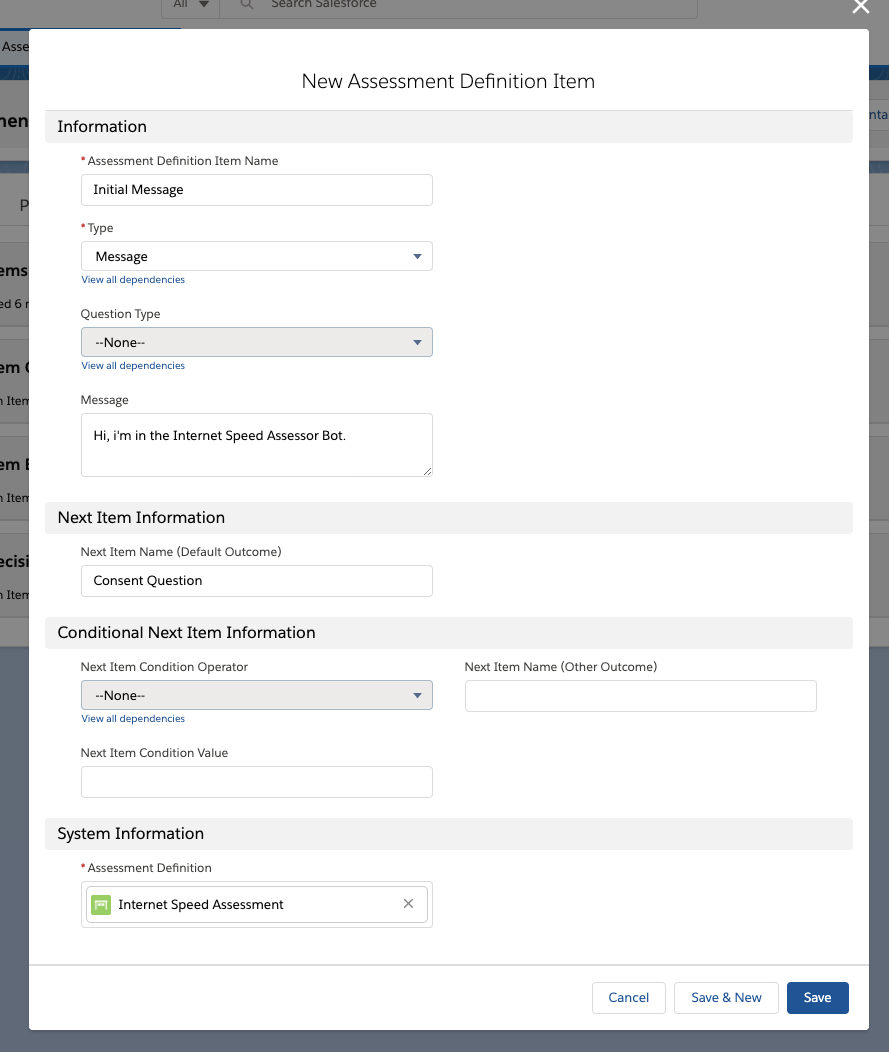 All
Search Salesforce
Asse
New Assessment Definition Item
men
nta
Information
*Assessment Definition Item Name
Initial Message
P
*Type
Message
ems
View all dependencies
ed 6 r
Question Type
--None--
View all dependencies
em C
n Item
Message
Hi, i'm in the Internet Speed Assessor Bot.
em E
n Item
Next Item Information
Next Item Name (Default Outcome)
ecisi
Consent Question
n Item
Conditional Next Item Information
Next Item Condition Operator
Next Item Name (Other Outcome)
--None--
View all dependencies
Next Item Condition Value
System Information
*Assessment Definition
Internet Speed Assessment
Cancel
Save & New
Save